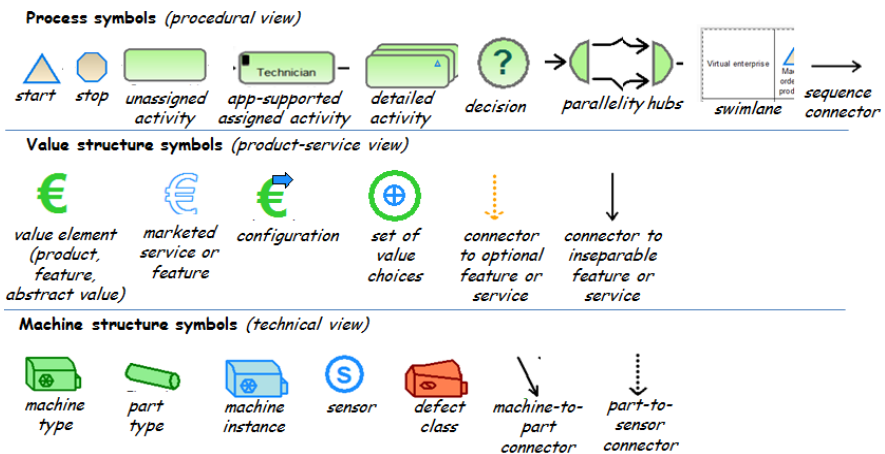 Process symbols (procedural view)
Technician
?
Virtual enterprise
start
stop
unassigned
activity
app-supported
assigned activity
detailed
activity
decision
parallelity hubs
swimlane
sequence
connector
Value structure symbols (product-service view)
€
€
€
value element
(product,
feature,
abstract value)
marketed
service or
feature
configuration
set of
value
choices
connector
to optional
feature or
service
connector to
inseparable
feature or
service
Machine structure symbols (technical view)
S
machine
type
part
type
machine
instance
sensor
defect
class
machine-to
part
connector
part-to-
sensor
connector